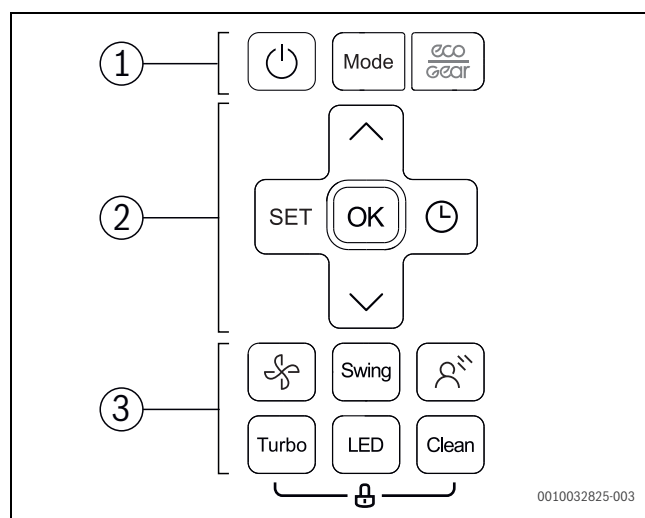 1
Mode
eco
Gear
2
SET
OK
3
Swing
Turbo
LED
Clean
0010032825-003